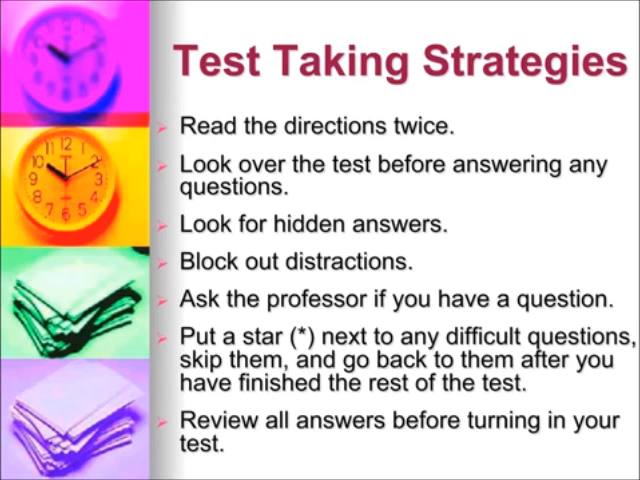 Test Taking Strategies
Read the directions twice.
Look over the test before answering any
questions.
Look for hidden answers.
Block out distractions.
Ask the professor if you have a question.
Put a star (*) next to any difficult questions,
skip them, and go back to them after you
have finished the rest of the test.
Review all answers before turning in your
test.